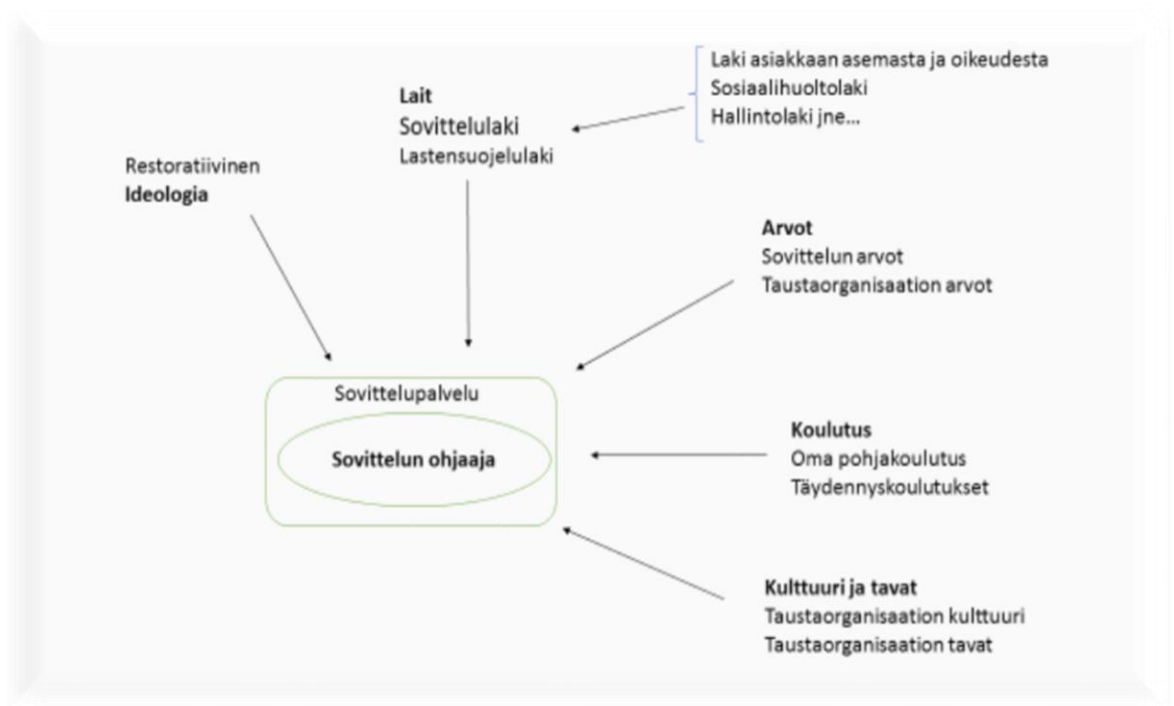 Laki asiakkaan asemasta ja oikeudesta
Sosiaalihuoltolaki
Hallintolaki jne...
Lait
Sovittelulaki
Lastensuojelulaki
Restoratiivinen
Ideologia
Arvot
Sovittelun arvot
Taustaorganisaation arvot
Sovittelupalvelu
Sovittelun ohjaaja
Koulutus
Oma pohjakoulutus
Täydennyskoulutukset
Kulttuuri ja tavat
Taustaorganisaation kulttuuri
Taustaorganisaation tavat